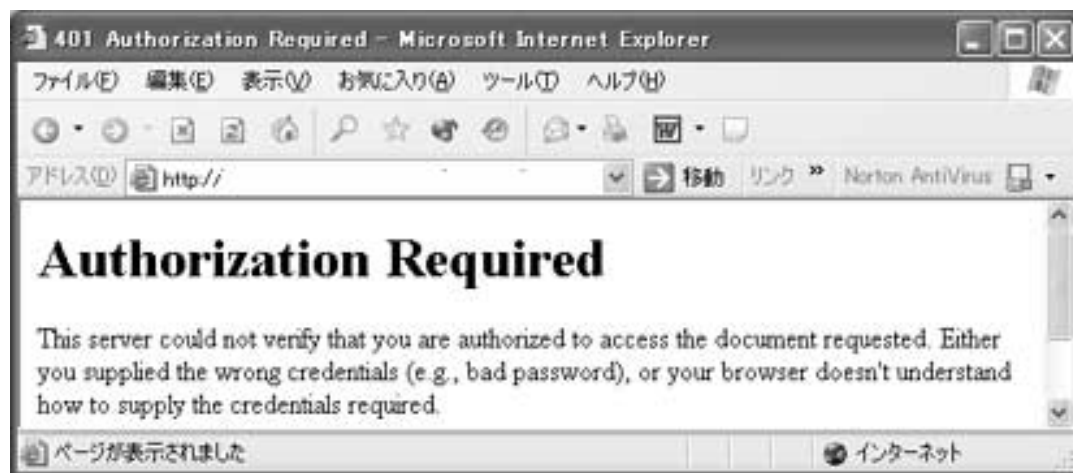 401 Authorization Required - Microsoft Internet Explorer
ファイル(F) 編集(E) 表示(V) お気に入り(A) ツール(T) ヘルプ(H)
アドレス(D) http:// 移動 リンク » Norton AntiVirus
Authorization Required
This server could not verify that you are authorized to access the document requested. Either
you supplied the wrong credentials (e.g., bad password), or your browser doesn't understand
how to supply the credentials required.
ページが表示されました インターネット